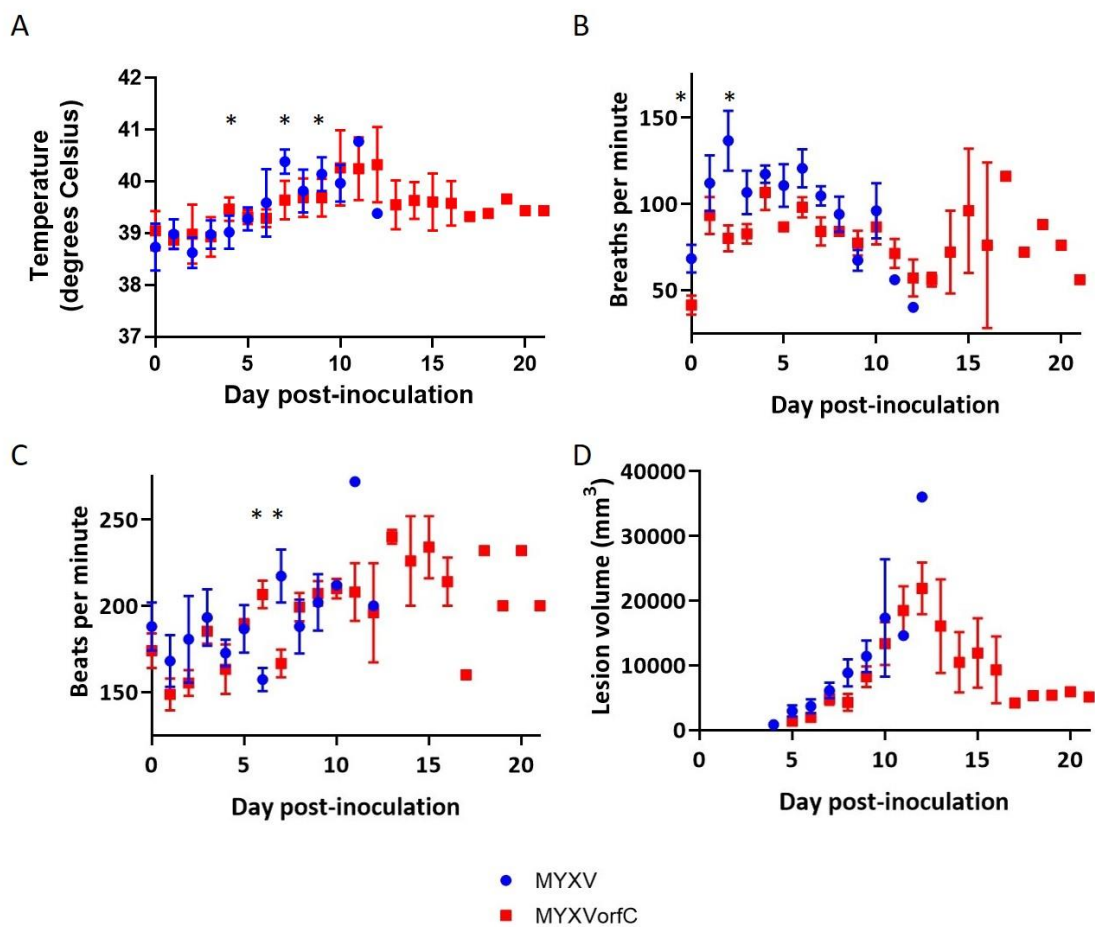 A
42
41
40
39
38
37
Temperature
(degrees Celsius)
* * *
0 5 10 15 20
Day post-inoculation
B
150
100
50
Breaths per minute
* *
0 5 10 15 20
Day post-inoculation
C
250
200
150
Beats per minute
* *
0 5 10 15 20
Day post-inoculation
D
40000
30000
20000
10000
0
Lesion volume (mm³)
0 5 10 15 20
Day post-inoculation
MYXV
MYXVorfC